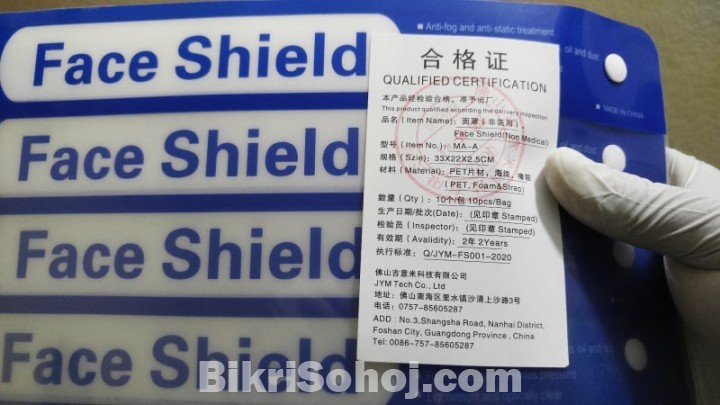 Face Shield
Face Shield
Face Shield
Face Shield
Anti-fog and anti-static treatment
oil and dust
MADE IN CHINA
合格证
QUALIFIED CERTIFICATION
本产品经检验合格，准予出厂
This product qualified excording the delivery inspection
品名（Item Name）：面罩（非医用）
Face Shield(Non Medical)
型号（Item No.）：MA-A
规格（Szie）：33X22X2.5CM
材料（Material）：PET片材，海绵，橡筋
（PET, Foam&Strap）
数量（Qty）：10个/包 10pcs/Bag
生产日期/批次(Date)：（见印章 Stamped）
检验员（Inspector）：（见印章 Stamped）
有效期（Avalidity）：2年 2Years
执行标准：Q/JYM-FS001-2020
佛山吉意米科技有限公司
JYM Tech Co., Ltd
地址：佛山南海区里水镇沙涌上沙路3号
电话：0757-85605287
ADD：No.3,Shangsha Road, Nanhai District,
Foshan City, Guangdong Province , China
Tel: 0086-757-85605287
BikriSohoj.com